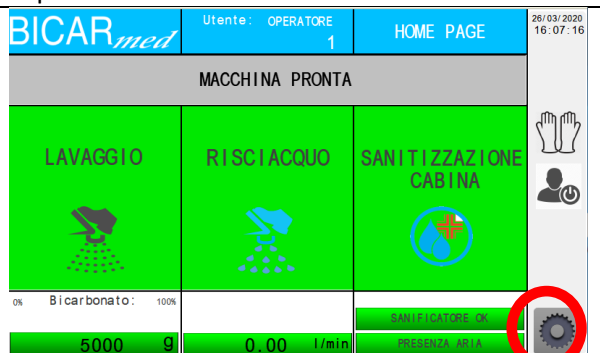 BICARmed
Utente: OPERATORE
1
HOME PAGE
26/03/2020
16:07:16
MACCHINA PRONTA
LAVAGGIO
RISCIACQUO
SANITIZZAZIONE
CABINA
0% Bicarbonato: 100%
5000 g
0.00 l/min
SANIFICATORE OK
PRESENZA ARIA